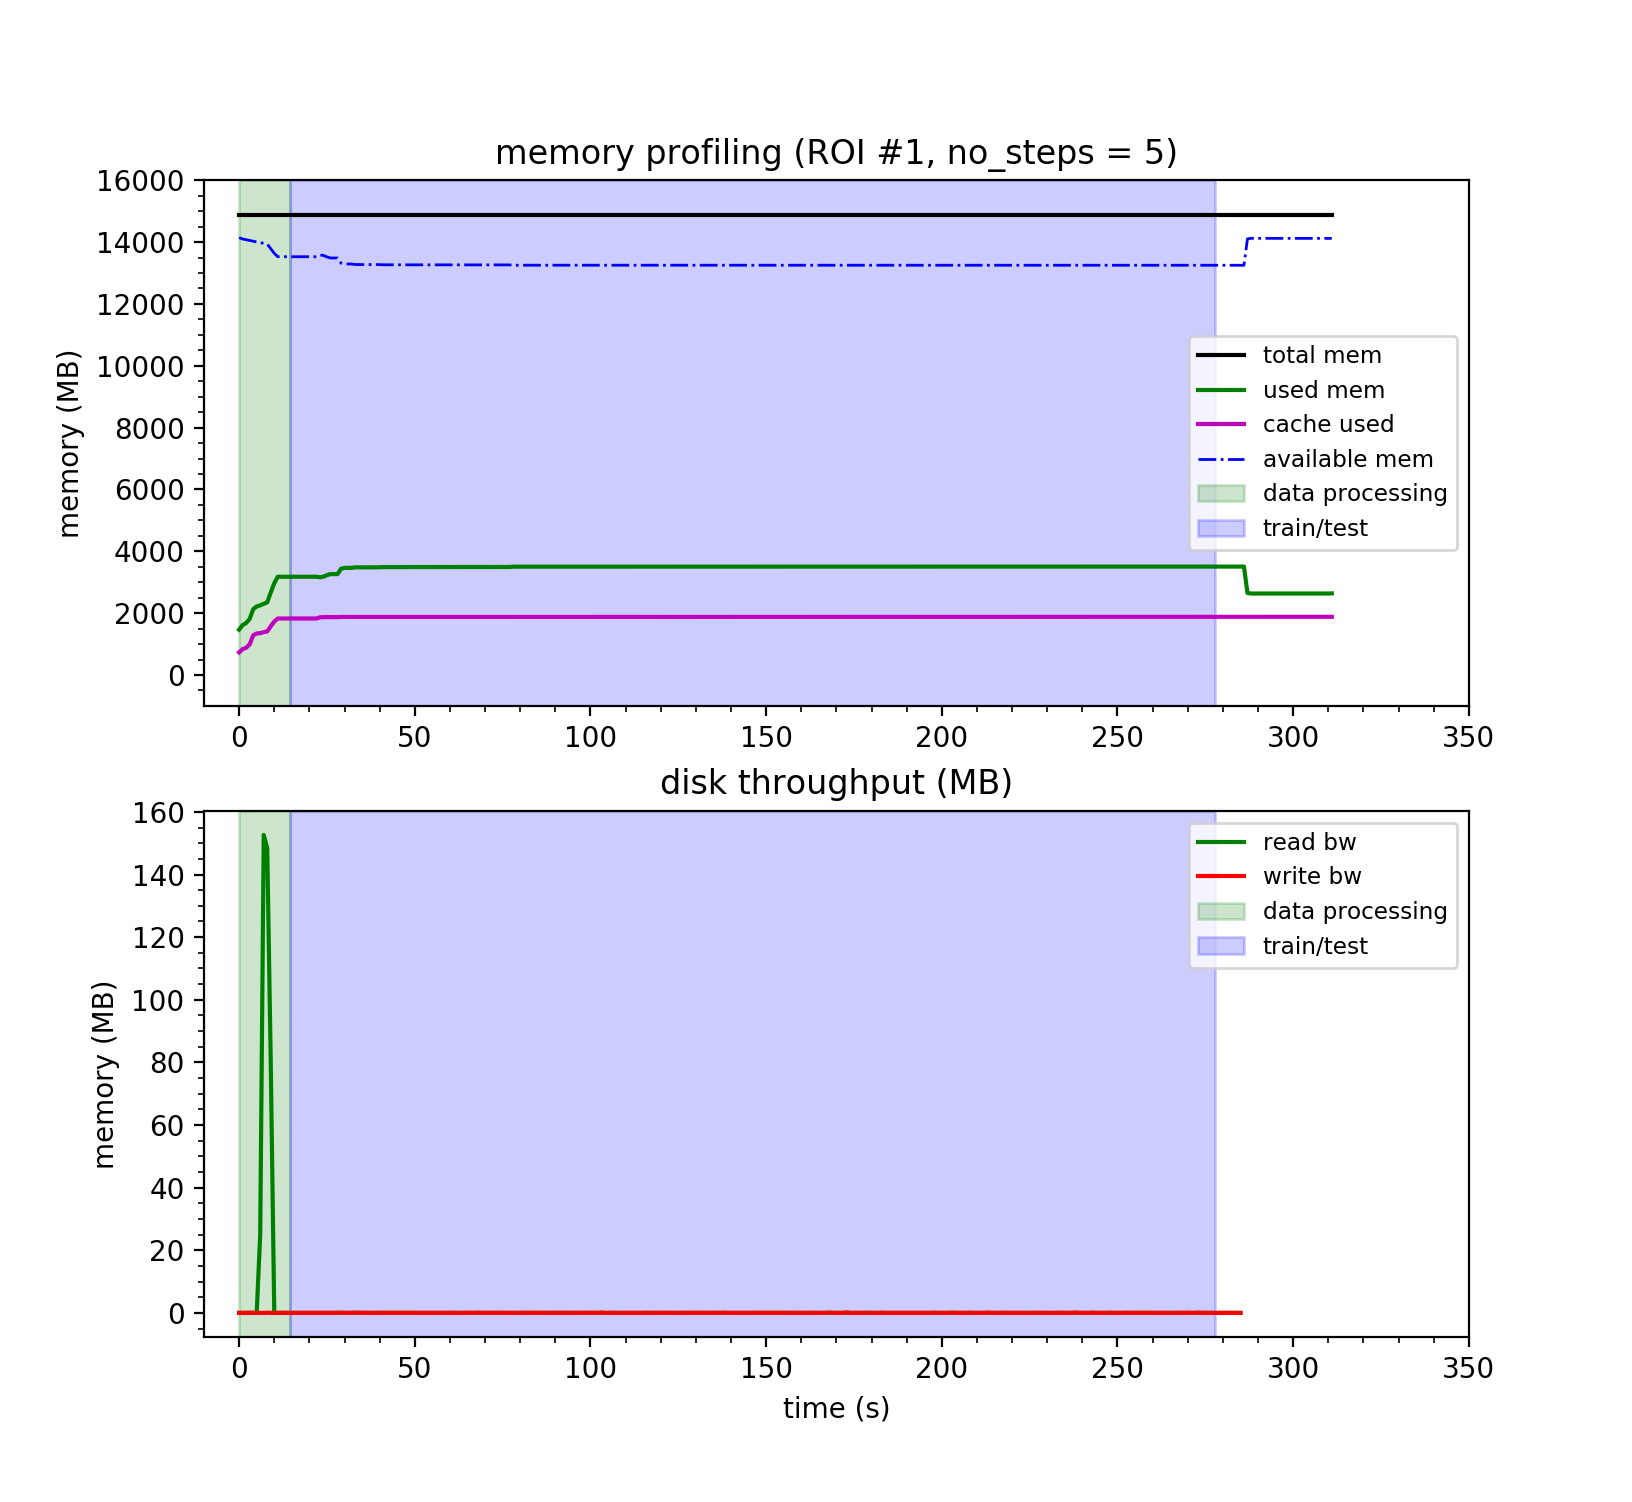 memory profiling (ROI #1, no_steps = 5)
16000
14000
12000
10000
8000
6000
4000
2000
0
memory (MB)
total mem
used mem
cache used
available mem
data processing
train/test
0 50 100 150 200 250 300 350
disk throughput (MB)
160
140
120
100
80
60
40
20
0
memory (MB)
read bw
write bw
data processing
train/test
0 50 100 150 200 250 300 350
time (s)